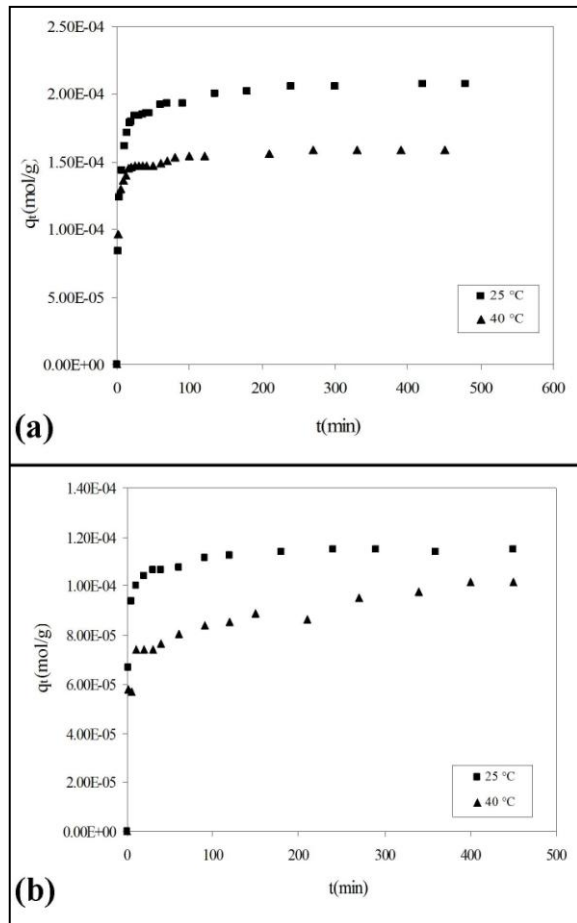 2.50E-04
2.00E-04
1.50E-04
1.00E-04
5.00E-05
0.00E+00
qt(mol/g)
0 100 200 300 400 500 600
t(min)
25 °C
40 °C
(a)
1.40E-04
1.20E-04
1.00E-04
8.00E-05
6.00E-05
4.00E-05
2.00E-05
0.00E+00
qt(mol/g)
0 100 200 300 400 500
t(min)
25 °C
40 °C
(b)